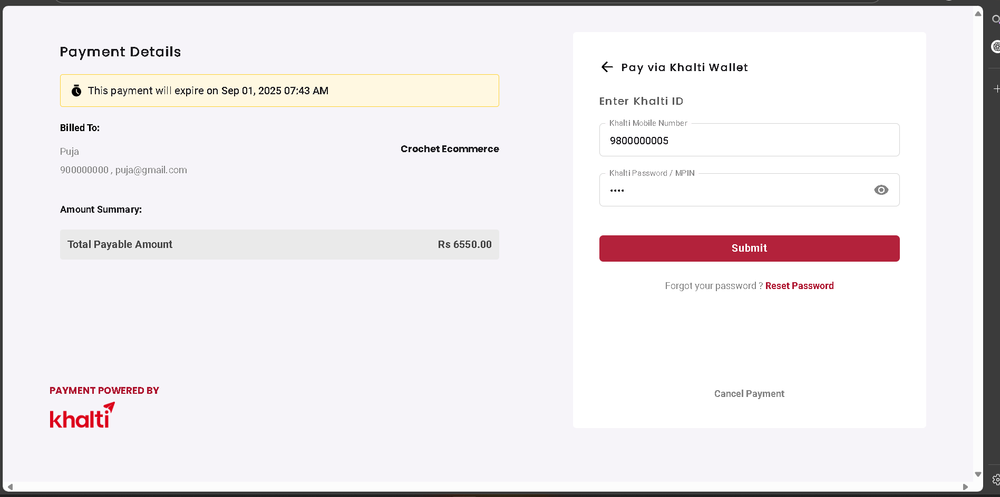 Payment Details
This payment will expire on Sep 01, 2025 07:43 AM
Billed To:
Puja
Crochet Ecommerce
900000000 , puja@gmail.com
Amount Summary:
Total Payable Amount Rs 6550.00
PAYMENT POWERED BY
khalti
Pay via Khalti Wallet
Enter Khalti ID
Khalti Mobile Number
9800000005
Khalti Password / MPIN
••••
Submit
Forgot your password ? Reset Password
Cancel Payment